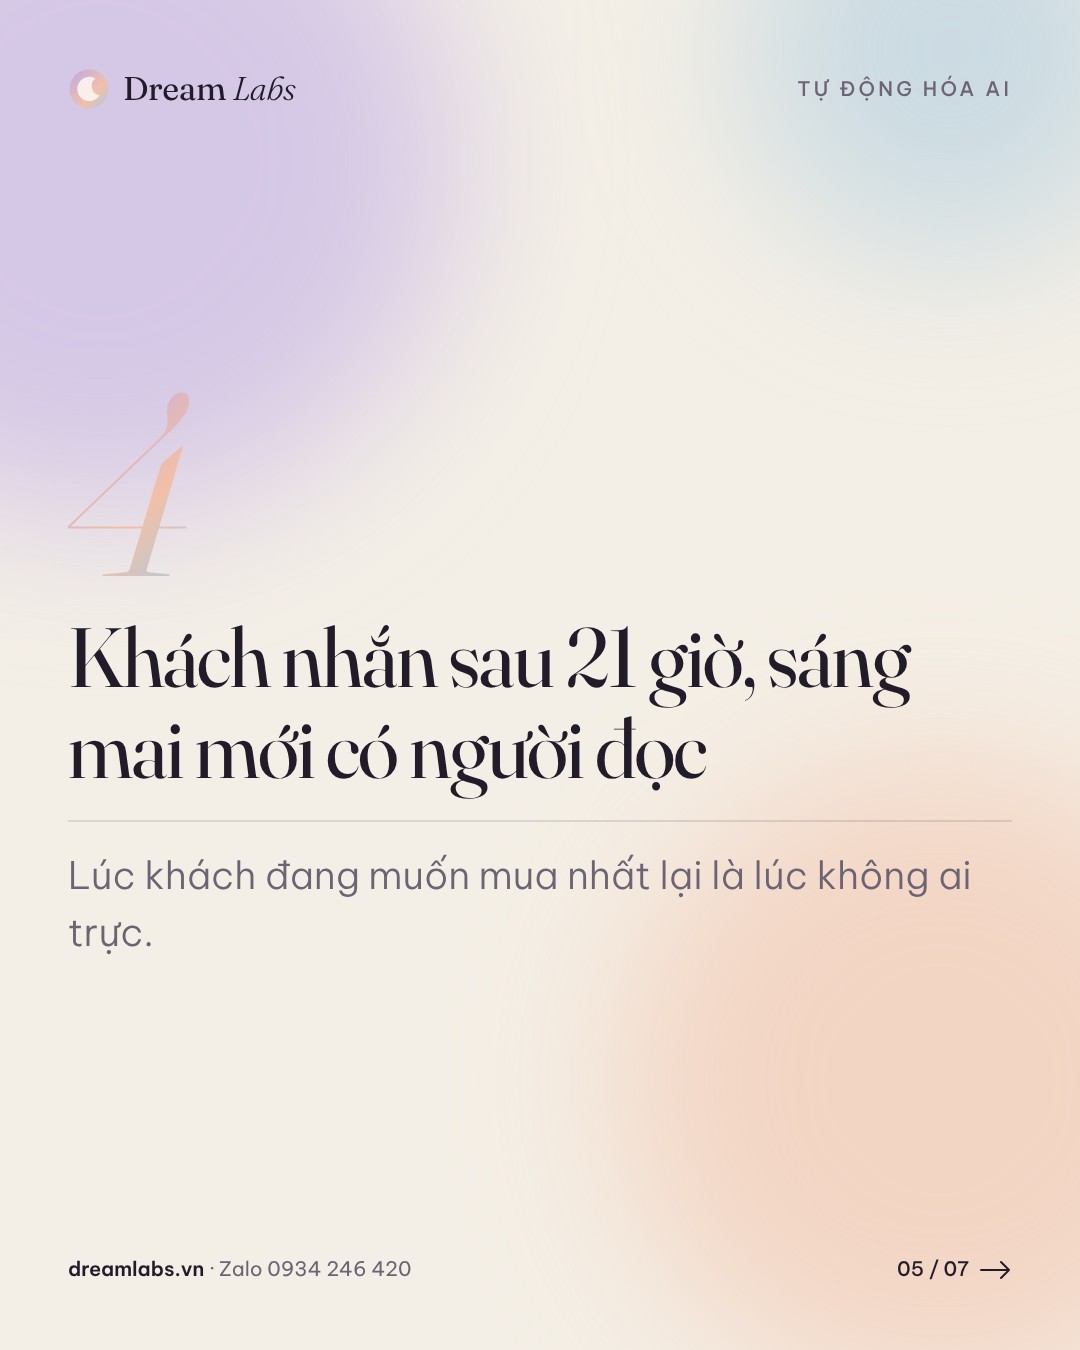 Dream Labs
TỰ ĐỘNG HÓA AI
4
Khách nhắn sau 21 giờ, sáng
mai mới có người đọc
Lúc khách đang muốn mua nhất lại là lúc không ai
trực.
dreamlabs.vn · Zalo 0934 246 420
05 / 07 →